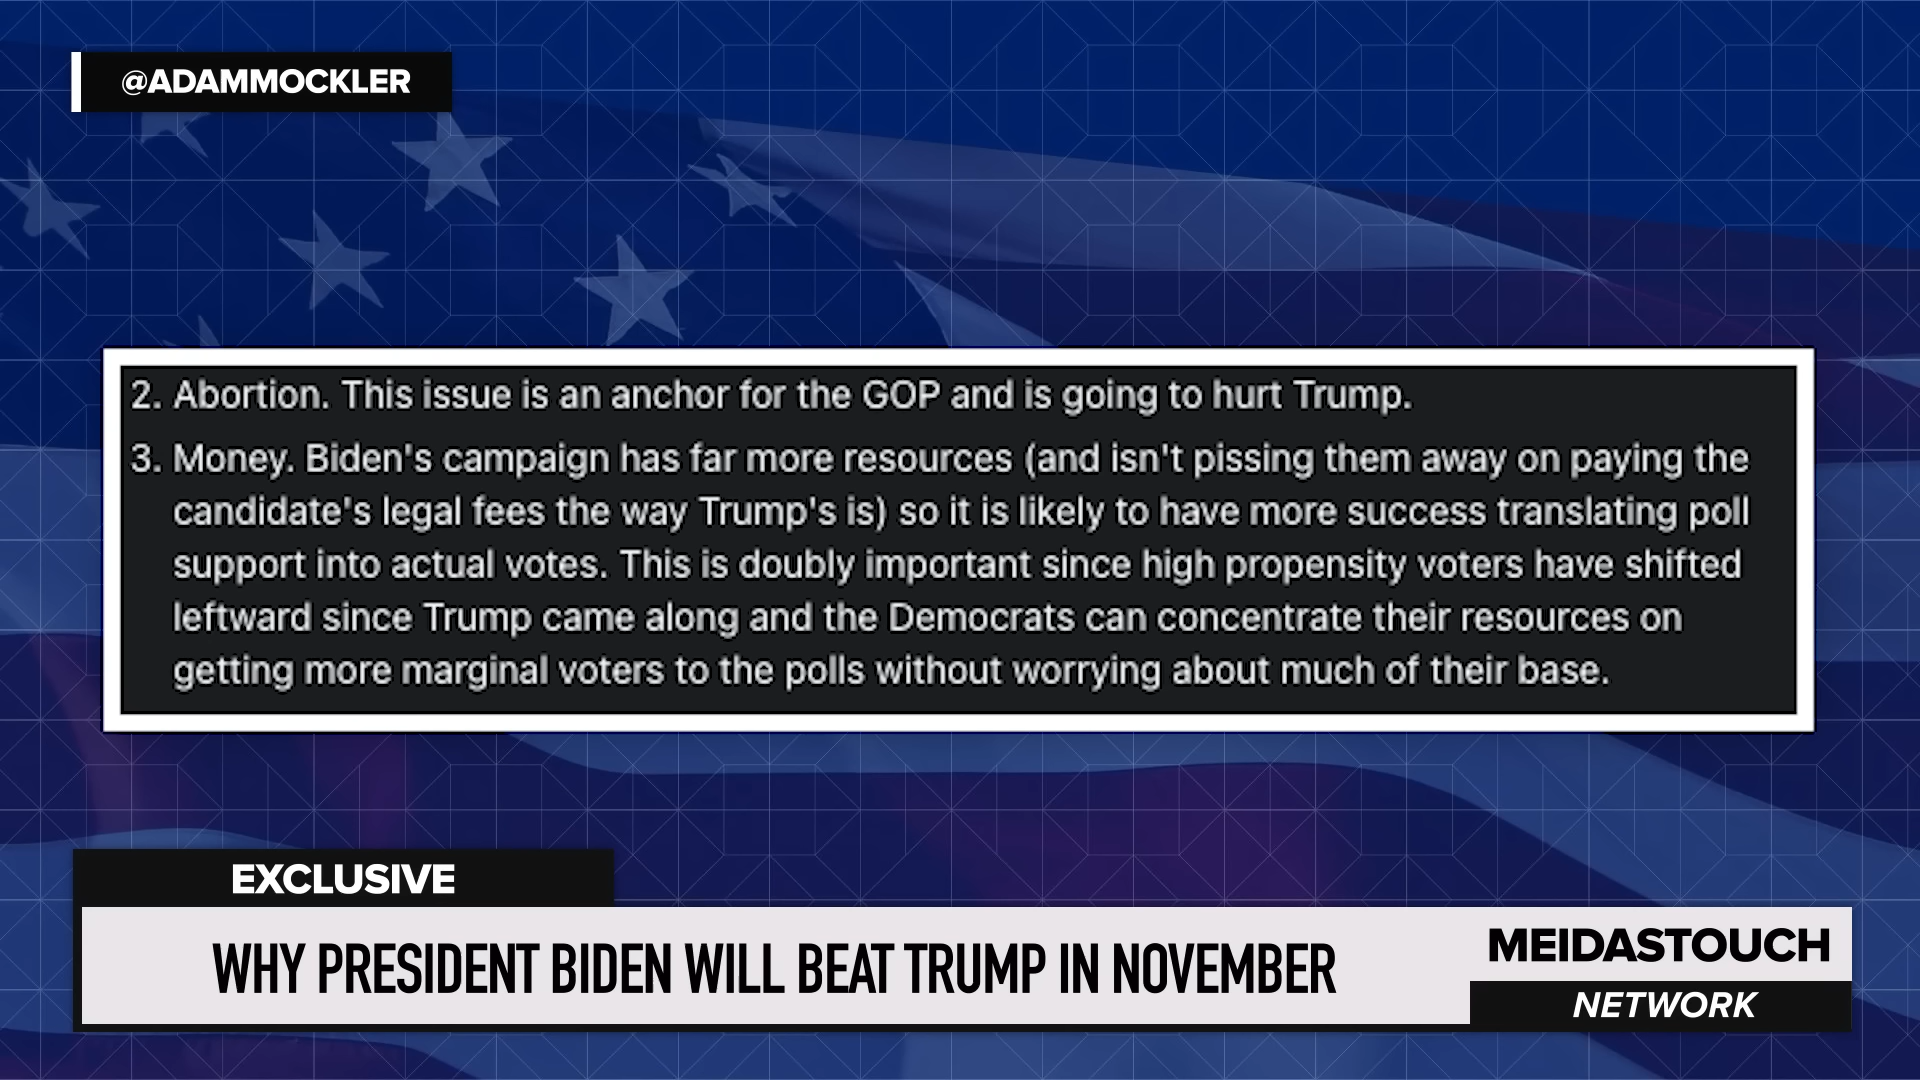 @ADAMMOCKLER
2. Abortion. This issue is an anchor for the GOP and is going to hurt Trump.
3. Money. Biden's campaign has far more resources (and isn't pissing them away on paying the
candidate's legal fees the way Trump's is) so it is likely to have more success translating poll
support into actual votes. This is doubly important since high propensity voters have shifted
leftward since Trump came along and the Democrats can concentrate their resources on
getting more marginal voters to the polls without worrying about much of their base.
EXCLUSIVE
WHY PRESIDENT BIDEN WILL BEAT TRUMP IN NOVEMBER
MEIDASTOUCH
NETWORK